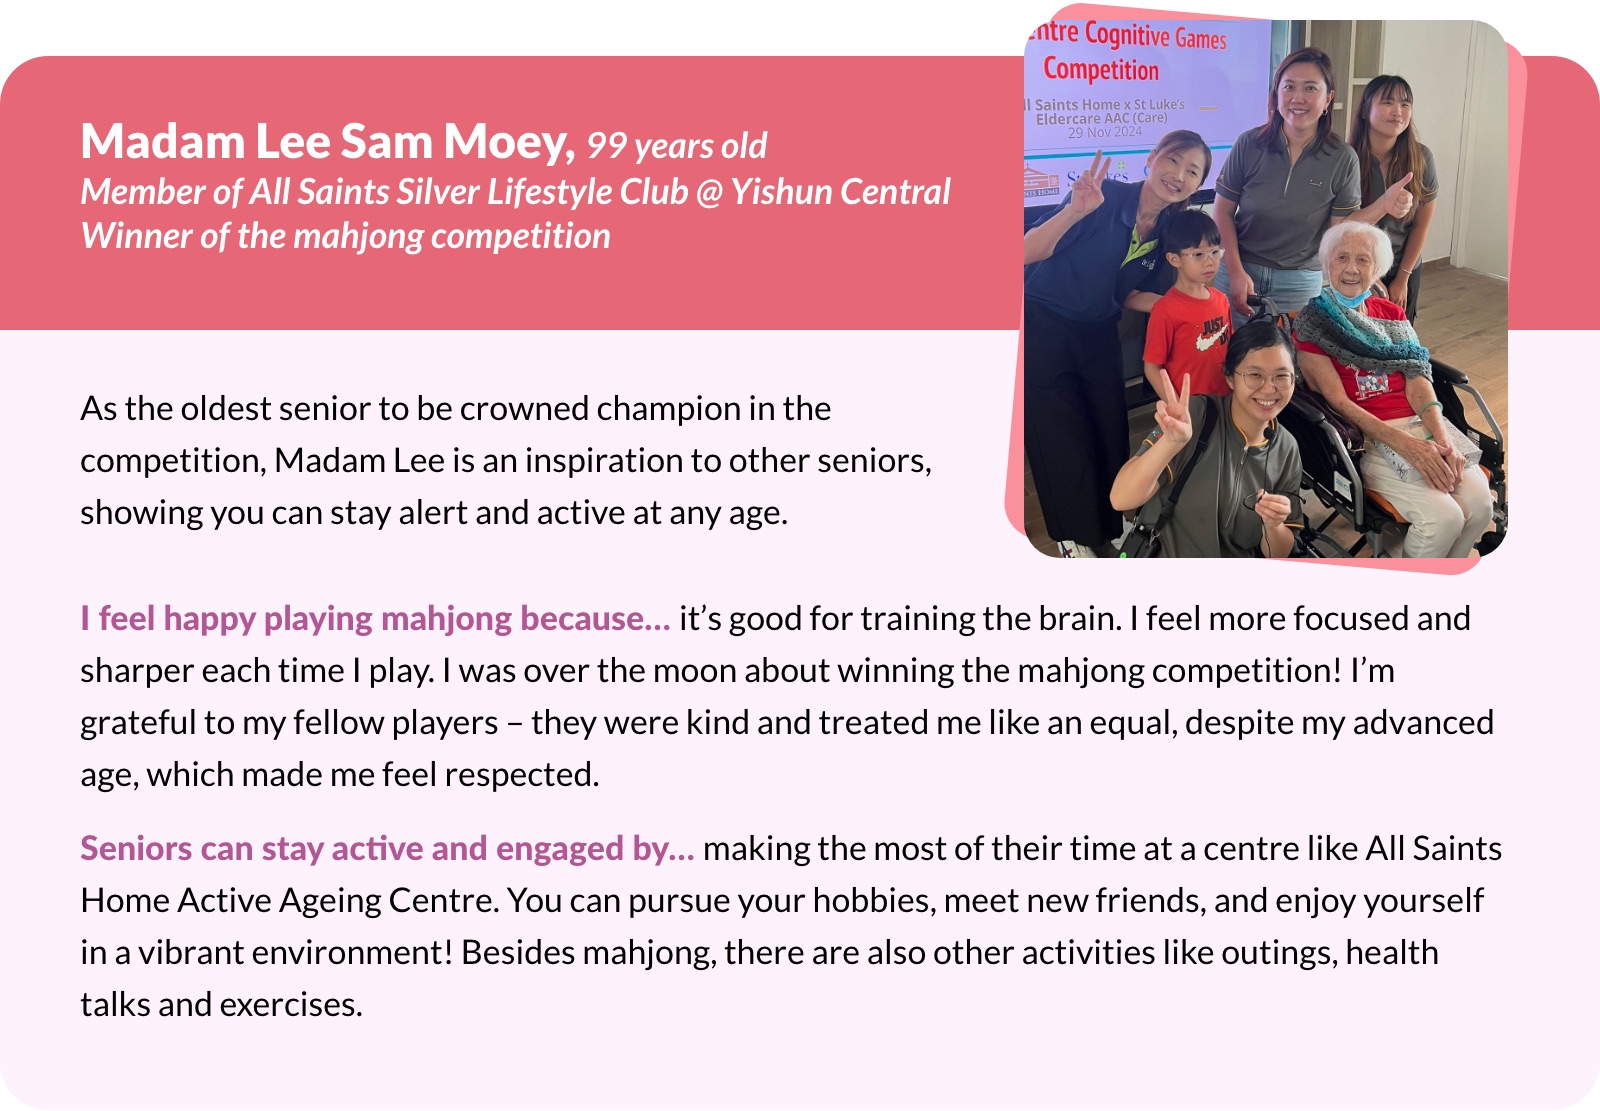 Madam Lee Sam Moey, 99 years old
Member of All Saints Silver Lifestyle Club @ Yishun Central
Winner of the mahjong competition
ntre Cognitive Games
Competition
ll Saints Home x St Luke's
Eldercare AAC (Care)
29 Nov 2024
JUST
As the oldest senior to be crowned champion in the
competition, Madam Lee is an inspiration to other seniors,
showing you can stay alert and active at any age.
I feel happy playing mahjong because... it’s good for training the brain. I feel more focused and
sharper each time I play. I was over the moon about winning the mahjong competition! I’m
grateful to my fellow players – they were kind and treated me like an equal, despite my advanced
age, which made me feel respected.
Seniors can stay active and engaged by... making the most of their time at a centre like All Saints
Home Active Ageing Centre. You can pursue your hobbies, meet new friends, and enjoy yourself
in a vibrant environment! Besides mahjong, there are also other activities like outings, health
talks and exercises.